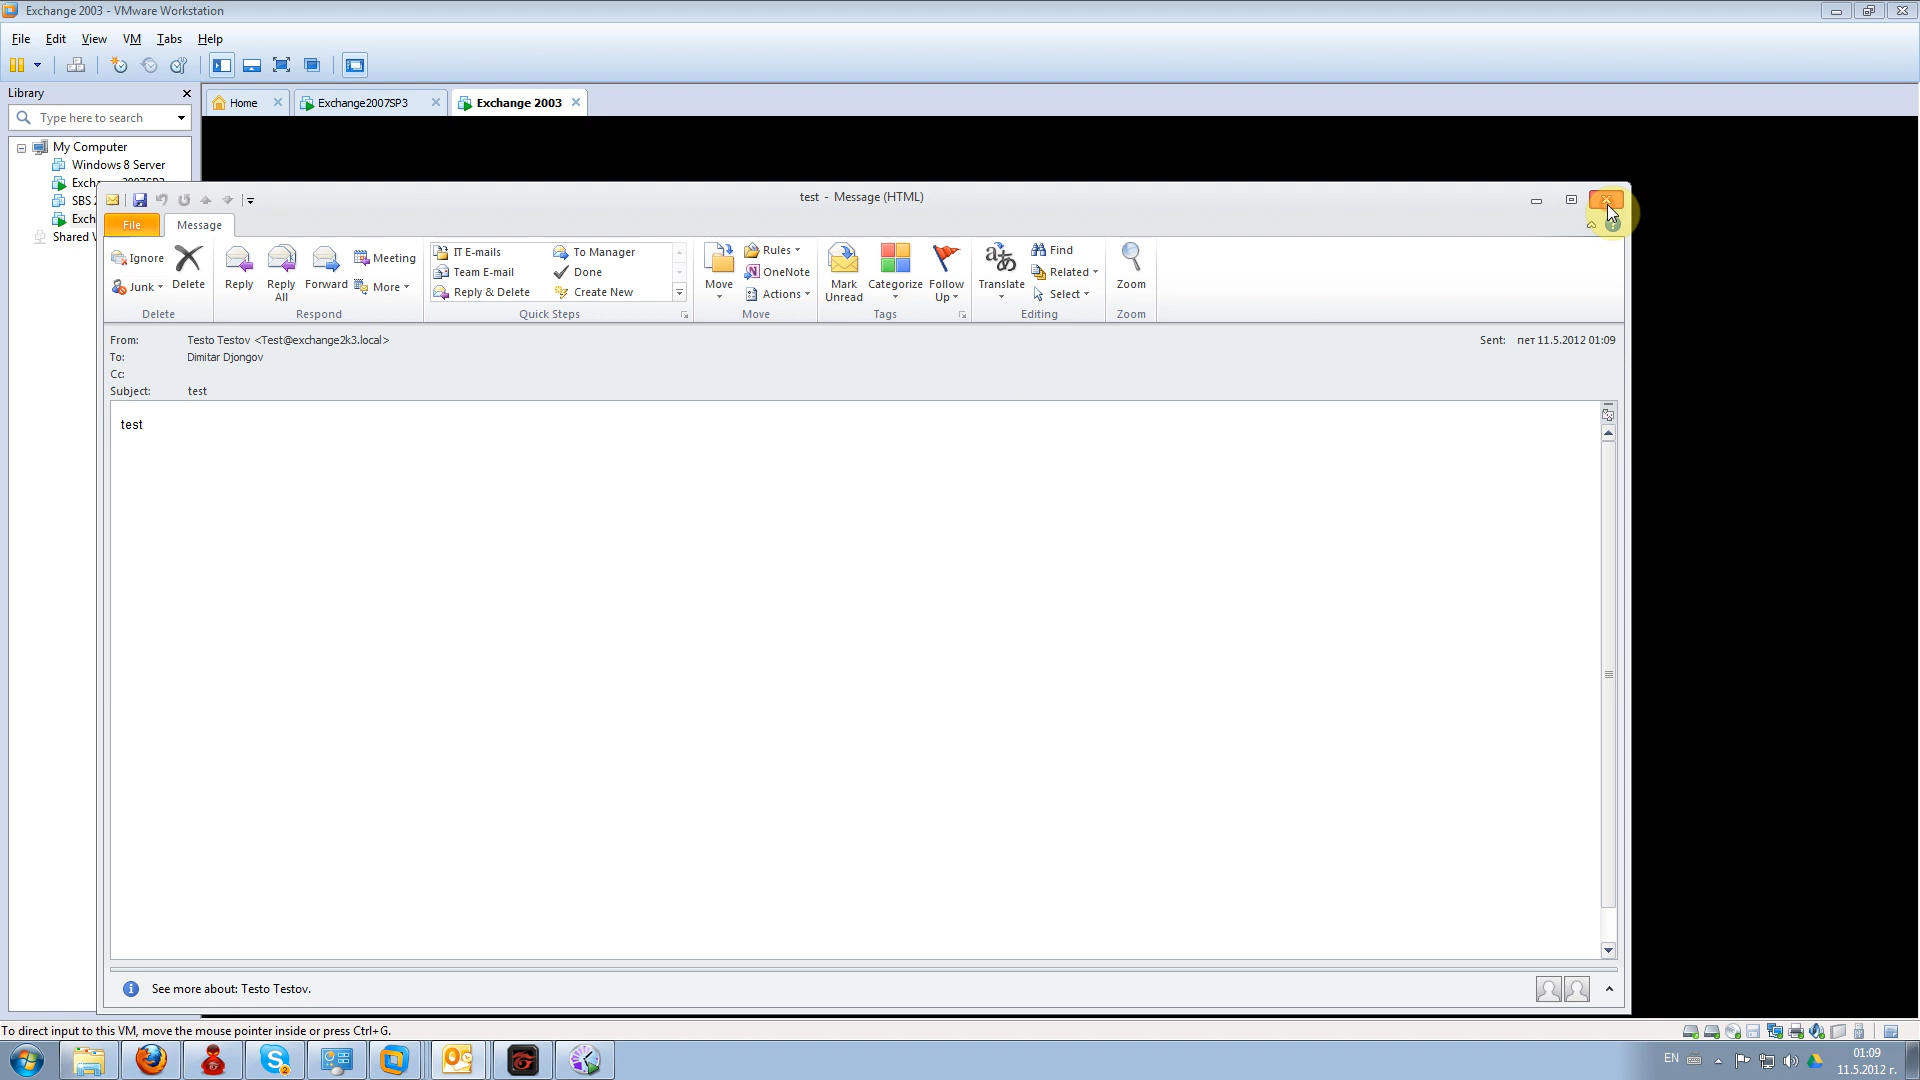 Exchange 2003 - VMware Workstation
File Edit View VM Tabs Help
Library
Home
Exchange2007SP3
Exchange 2003
Type here to search
My Computer
Windows 8 Server
SBS
Exch
Shared V
test - Message (HTML)
File Message
Ignore
Junk
Delete
Delete
Reply
Reply All
Forward
Meeting
More
Respond
IT E-mails
To Manager
Team E-mail
Done
Reply & Delete
Create New
Quick Steps
Move
Rules
OneNote
Actions
Move
Mark Unread
Categorize
Follow Up
Tags
Translate
Find
Related
Select
Editing
Zoom
Zoom
From: Testo Testov <Test@exchange2k3.local>
Sent: пет 11.5.2012 01:09
To: Dimitar Djongov
Cc:
Subject: test
test
See more about: Testo Testov.
To direct input to this VM, move the mouse pointer inside or press Ctrl+G.
EN
01:09
11.5.2012 г.